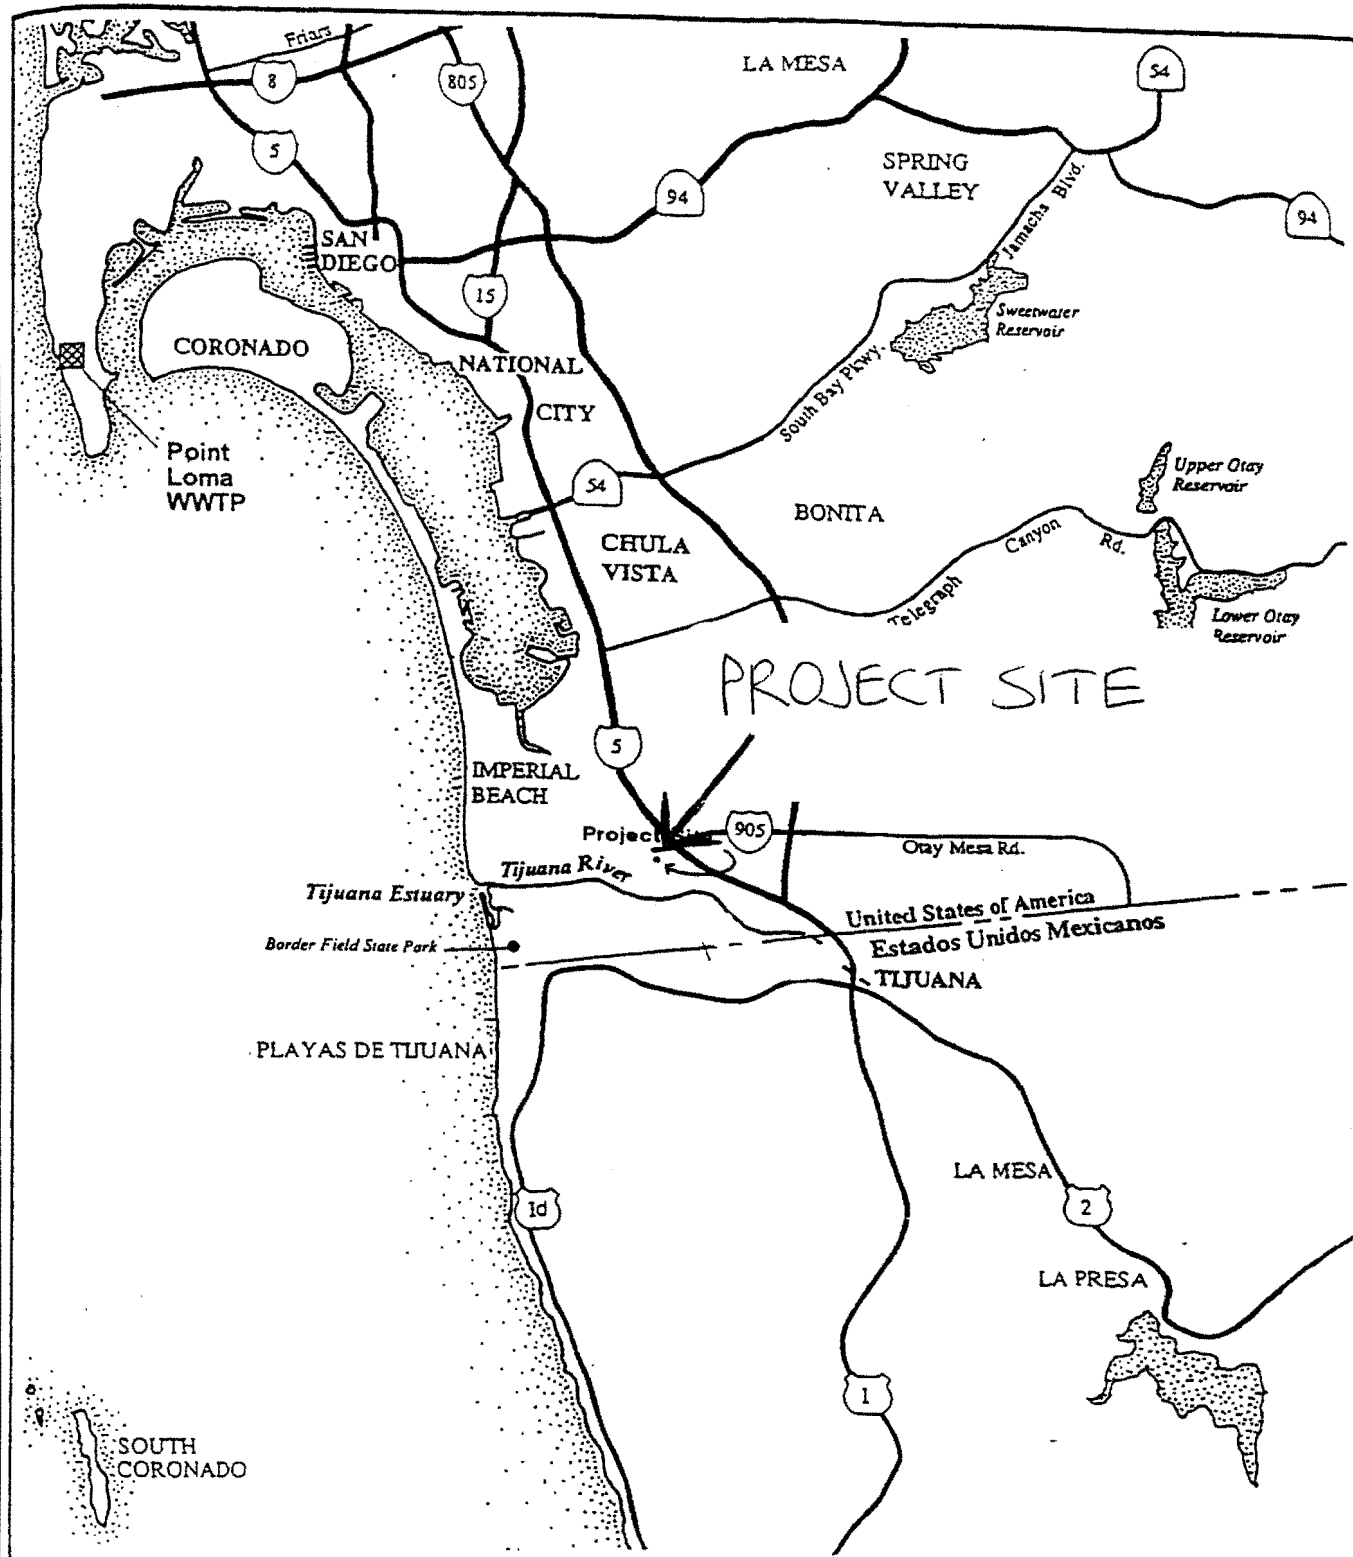 Friars
8
805
LA MESA
54
5
SPRING
VALLEY
94
Jamacha Blvd.
94
SAN
DIEGO
15
Sweetwater
Reservoir
CORONADO
NATIONAL
CITY
South Bay Pkwy.
Point
Loma
WWTP
54
Upper Otay
Reservoir
BONITA
CHULA
VISTA
Telegraph Canyon Rd.
Lower Otay
Reservoir
PROJECT SITE
5
IMPERIAL
BEACH
Project Site
905
Otay Mesa Rd.
Tijuana River
Tijuana Estuary
United States of America
Border Field State Park
Estados Unidos Mexicanos
TIJUANA
PLAYAS DE TIJUANA
LA MESA
1d
2
LA PRESA
1
SOUTH
CORONADO